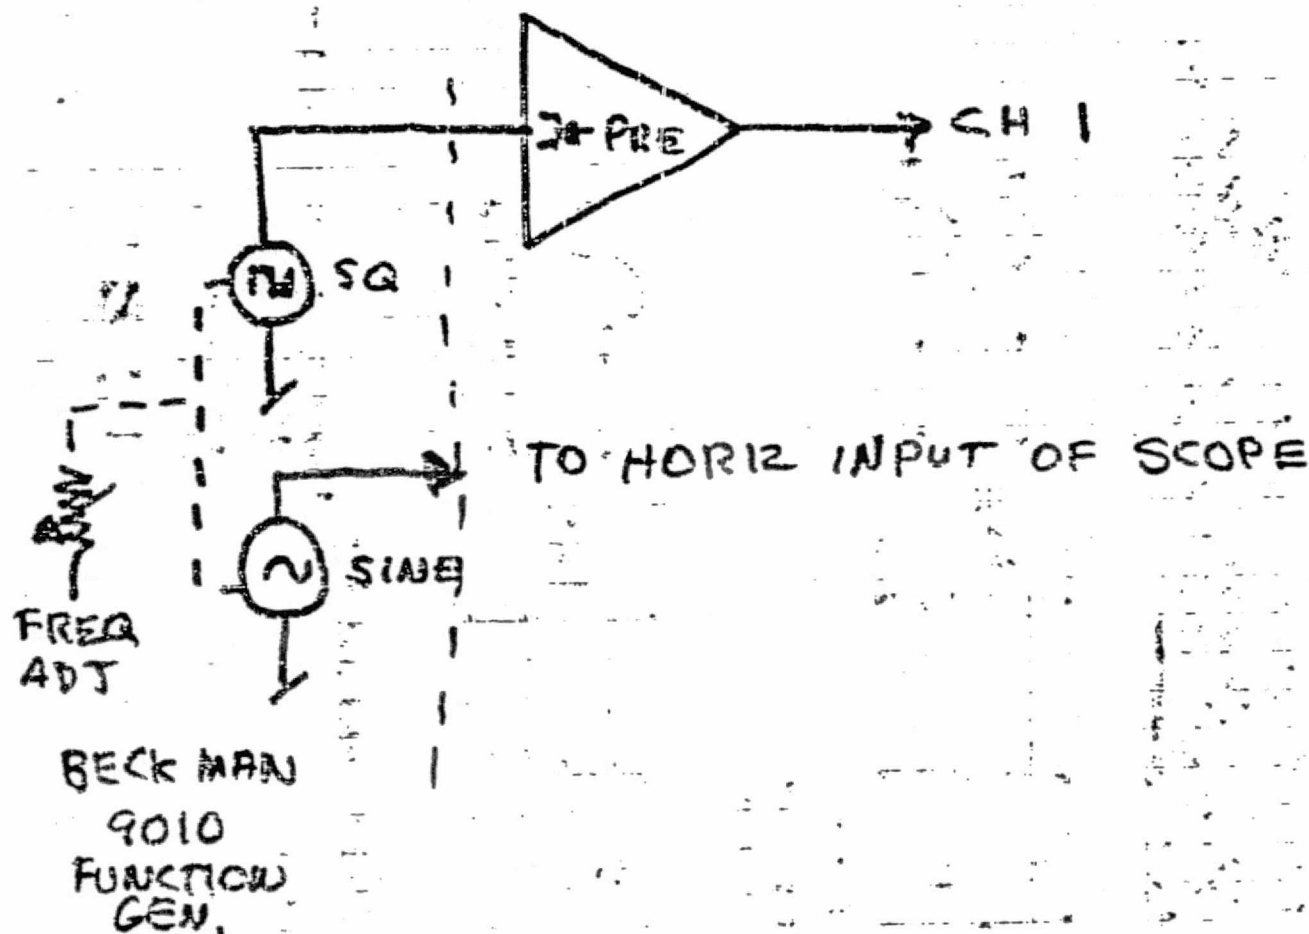 PRE
CH 1
SQ
TO HORIZ INPUT OF SCOPE
SINE
FREQ
ADJ
BECKMAN
9010
FUNCTION
GEN.